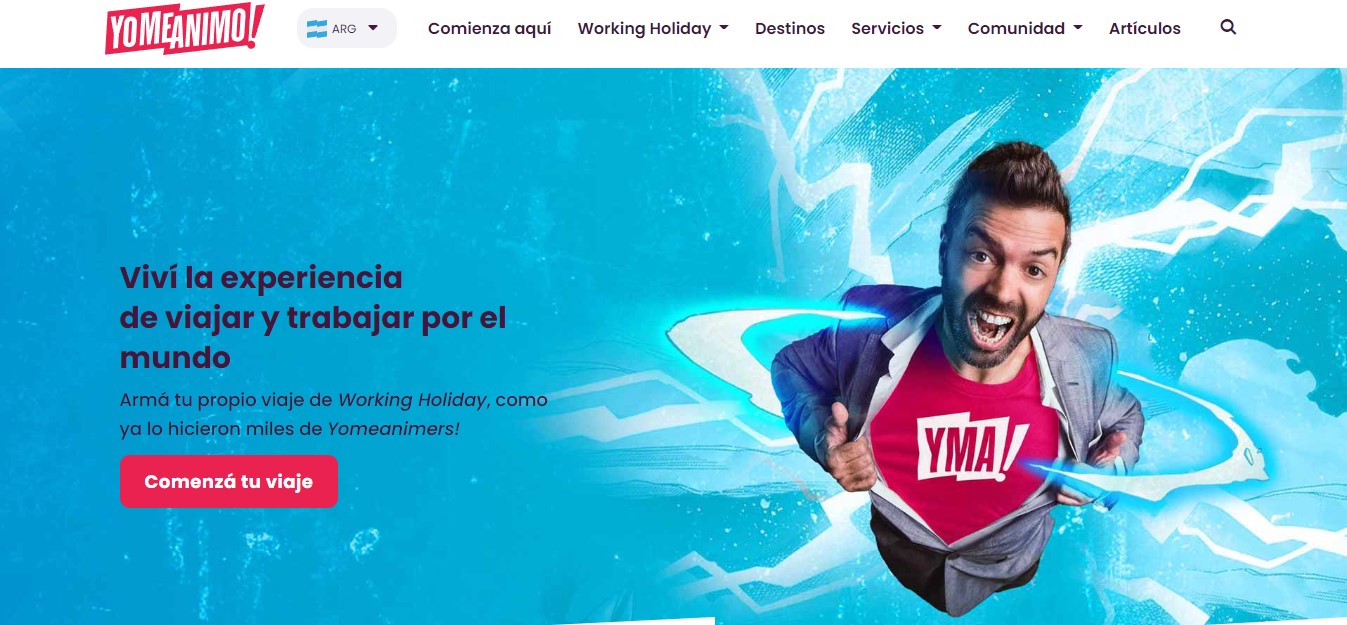 YOMEANIMO!
ARG
Comienza aquí
Working Holiday
Destinos
Servicios
Comunidad
Artículos
Viví la experiencia
de viajar y trabajar por el
mundo
Armá tu propio viaje de Working Holiday, como
ya lo hicieron miles de Yomeanimers!
Comenzá tu viaje
YMA!